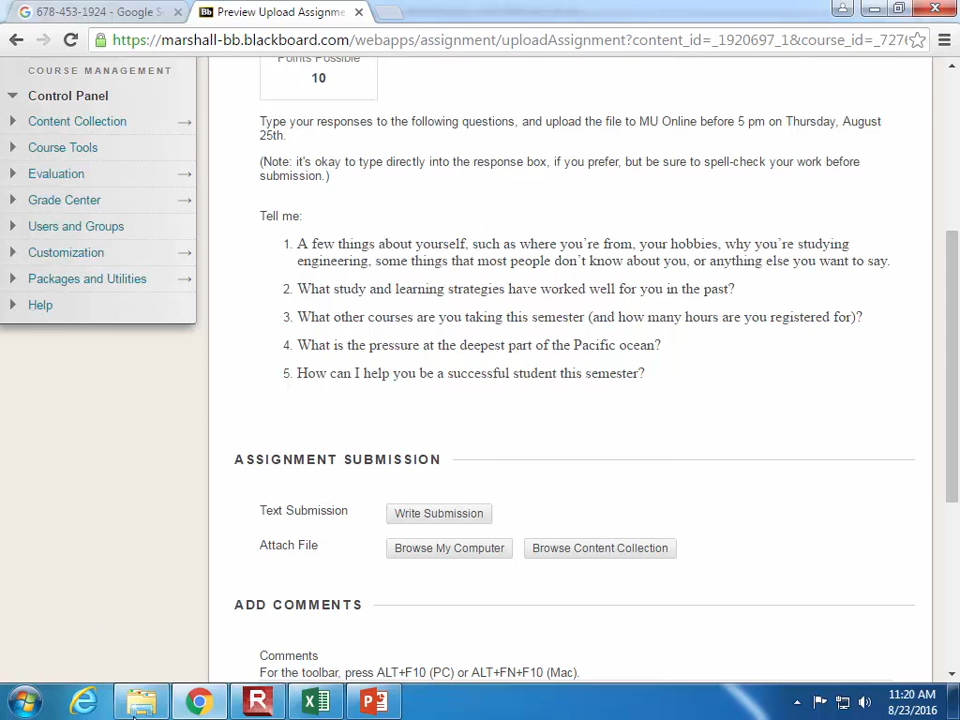 678-453-1924 - Google S
Preview Upload Assignme
https://marshall-bb.blackboard.com/webapps/assignment/uploadAssignment?content_id=_1920697_1&course_id=_727
COURSE MANAGEMENT
Control Panel
Content Collection
Course Tools
Evaluation
Grade Center
Users and Groups
Customization
Packages and Utilities
Help
Points Possible
10
Type your responses to the following questions, and upload the file to MU Online before 5 pm on Thursday, August
25th.
(Note: it's okay to type directly into the response box, if you prefer, but be sure to spell-check your work before
submission.)
Tell me:
1. A few things about yourself, such as where you're from, your hobbies, why you're studying
engineering, some things that most people don't know about you, or anything else you want to say.
2. What study and learning strategies have worked well for you in the past?
3. What other courses are you taking this semester (and how many hours are you registered for)?
4. What is the pressure at the deepest part of the Pacific ocean?
5. How can I help you be a successful student this semester?
ASSIGNMENT SUBMISSION
Text Submission
Write Submission
Attach File
Browse My Computer
Browse Content Collection
ADD COMMENTS
Comments
For the toolbar, press ALT+F10 (PC) or ALT+FN+F10 (Mac).
11:20 AM
8/23/2016